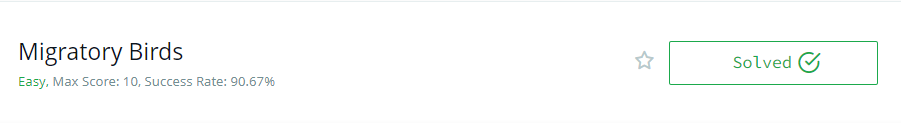 Migratory Birds
Easy, Max Score: 10, Success Rate: 90.67%
Solved